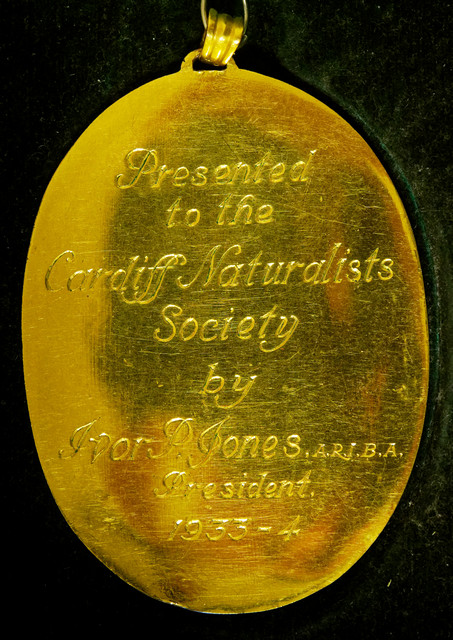 Presented
to the
Cardiff Naturalists
Society
by
Ivor P. Jones. A.R.I.B.A.
President.
1933-4